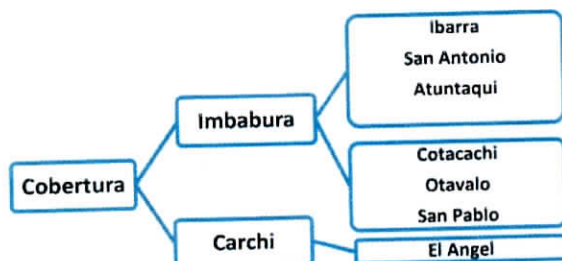 Ibarra
San Antonio
Atuntaqui
Imbabura
Cotacachi
Otavalo
San Pablo
Cobertura
Carchi
El Angel